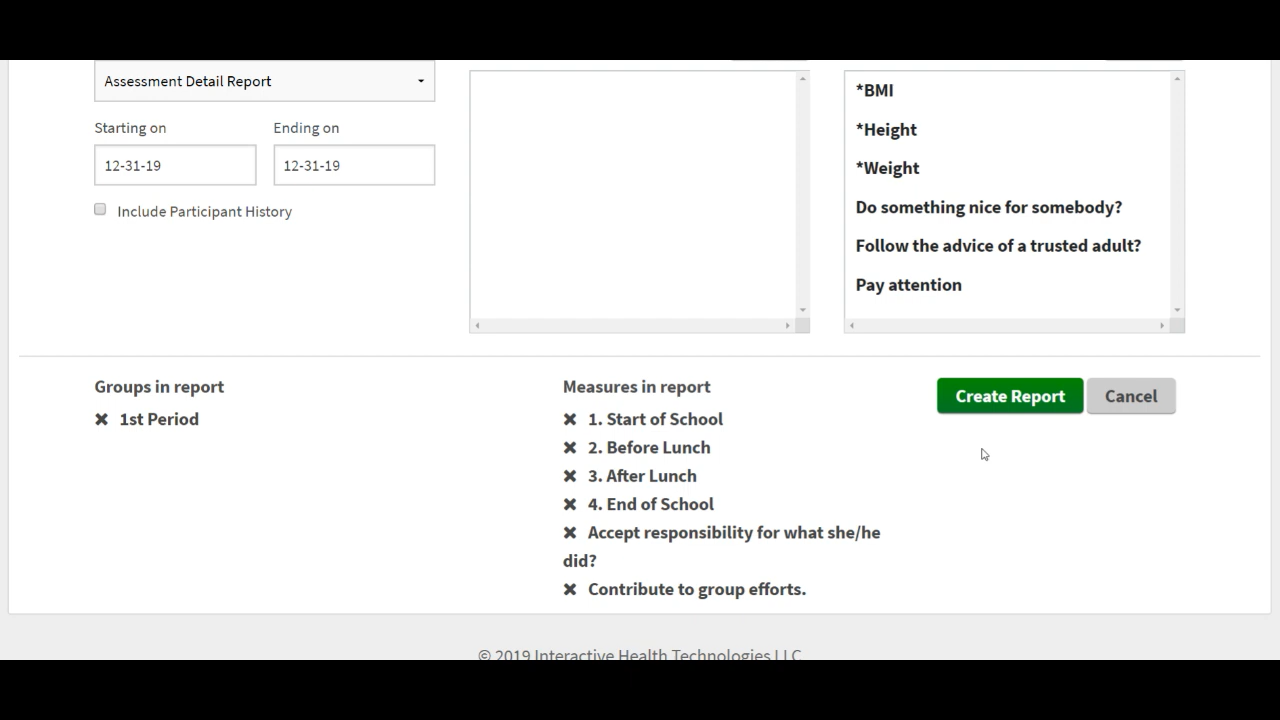 Assessment Detail Report
Starting on
Ending on
12-31-19
12-31-19
Include Participant History
*BMI
*Height
*Weight
Do something nice for somebody?
Follow the advice of a trusted adult?
Pay attention
Groups in report
1st Period
Measures in report
1. Start of School
2. Before Lunch
3. After Lunch
4. End of School
Accept responsibility for what she/he
did?
Contribute to group efforts.
Create Report
Cancel
© 2019 Interactive Health Technologies LLC